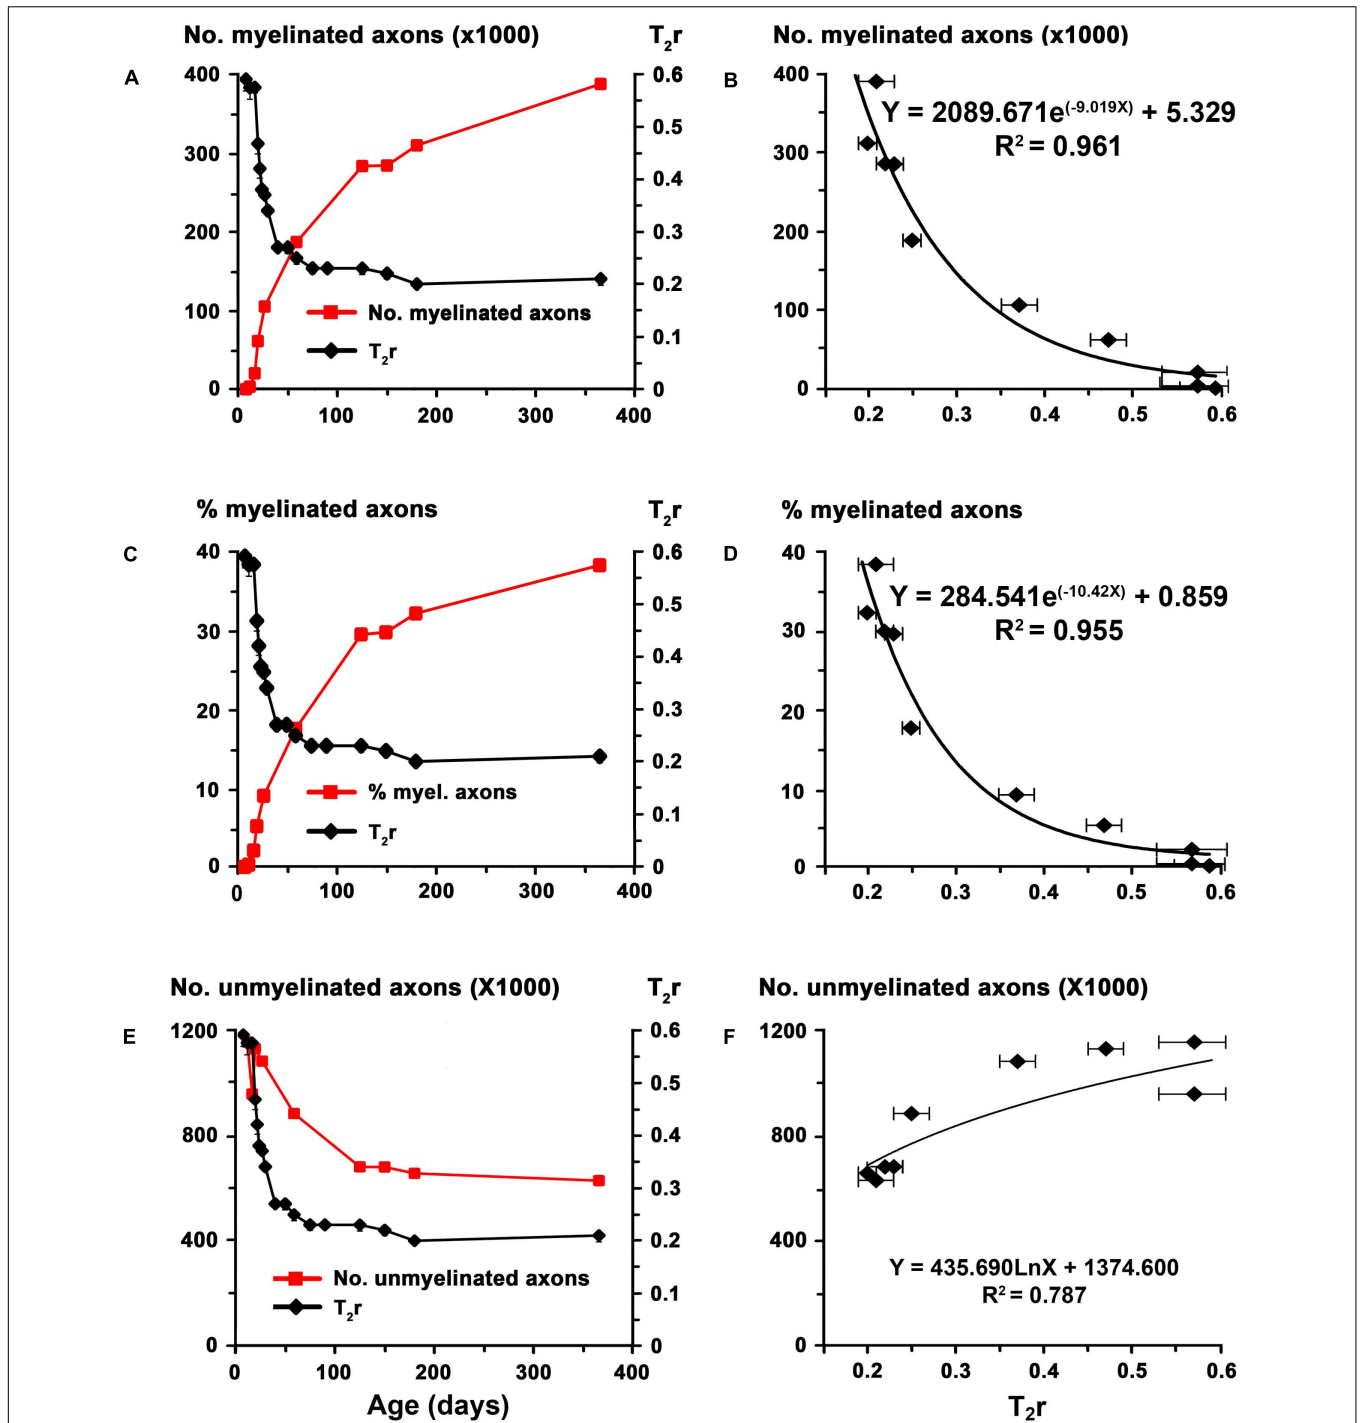 No. myelinated axons (x1000) T₂r
A
400 0.6
0.5
300
0.4
200 0.3
0.2
100
0.1
0 0
No. myelinated axons
T₂r
0 100 200 300 400
No. myelinated axons (x1000)
B
400
300
200
100
0
Y = 2089.671e(-9.019X) + 5.329
R² = 0.961
0.2 0.3 0.4 0.5 0.6
% myelinated axons T₂r
C
40 0.6
0.5
30
0.4
20 0.3
0.2
10
0.1
0 0
% myel. axons
T₂r
0 100 200 300 400
% myelinated axons
D
40
30
20
10
0
Y = 284.541e(-10.42X) + 0.859
R² = 0.955
0.2 0.3 0.4 0.5 0.6
No. unmyelinated axons (X1000) T₂r
E
1200 0.6
0.5
800 0.4
0.3
400 0.2
0.1
0 0
No. unmyelinated axons
T₂r
0 100 200 300 400
Age (days)
No. unmyelinated axons (X1000)
F
1200
800
400
0
Y = 435.690LnX + 1374.600
R² = 0.787
0.2 0.3 0.4 0.5 0.6
T₂r